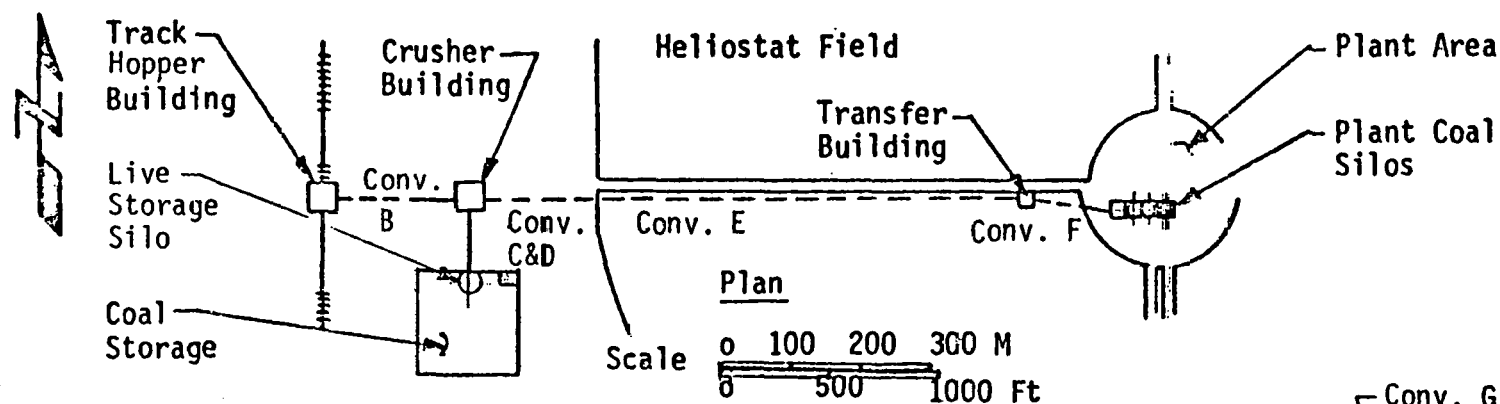 Track
Hopper
Building
Crusher
Building
Heliostat Field
Plant Area
Transfer
Building
Plant Coal
Silos
Live
Storage
Silo
Conv.
B
Conv.
C&D
Conv. E
Conv. F
Coal
Storage
Plan
Scale
0 100 200 300 M
0 500 1000 Ft
Conv. G